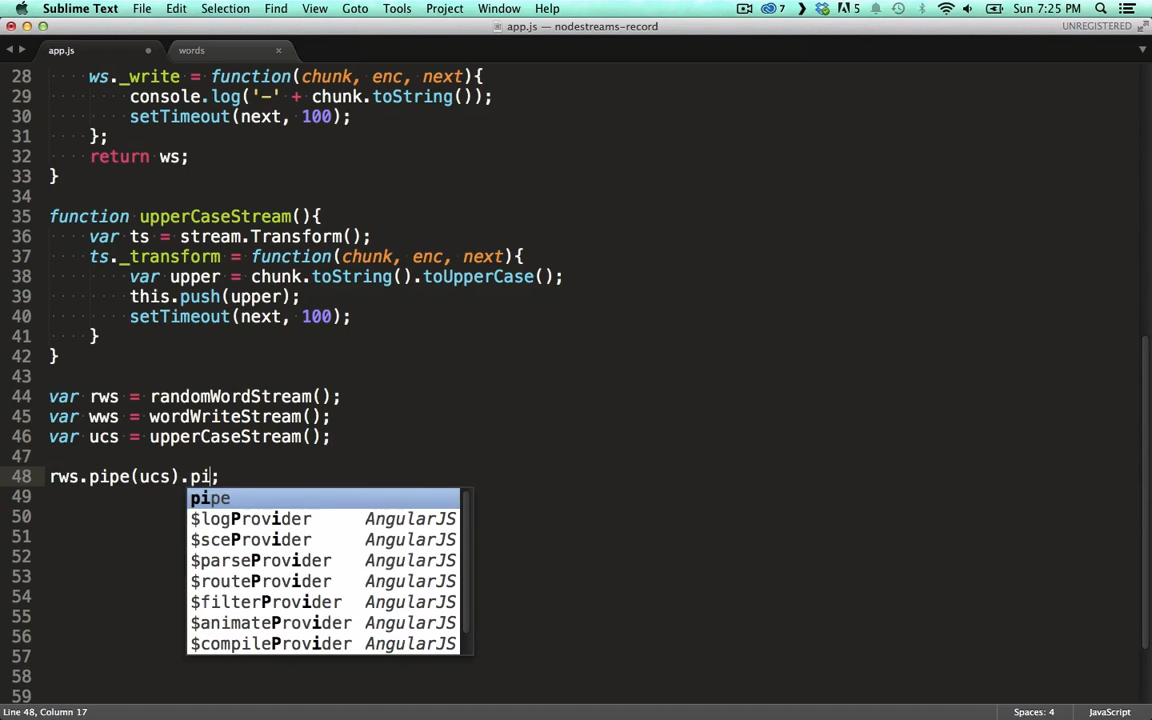 Sublime Text File Edit Selection Find View Goto Tools Project Window Help 7 5 Sun 7:25 PM
app.js — nodestreams-record UNREGISTERED
app.js words
28 ws._write = function(chunk, enc, next){
29 console.log('-' + chunk.toString());
30 setTimeout(next, 100);
31 };
32 return ws;
33 }
34
35 function upperCaseStream(){
36 var ts = stream.Transform();
37 ts._transform = function(chunk, enc, next){
38 var upper = chunk.toString().toUpperCase();
39 this.push(upper);
40 setTimeout(next, 100);
41 }
42 }
43
44 var rws = randomWordStream();
45 var wws = wordWriteStream();
46 var ucs = upperCaseStream();
47
48 rws.pipe(ucs).pi;
49
50
51
52
53
54
55
56
57
58
59
pipe
$logProvider AngularJS
$sceProvider AngularJS
$parseProvider AngularJS
$routeProvider AngularJS
$filterProvider AngularJS
$animateProvider AngularJS
$compileProvider AngularJS
Line 48, Column 17 Spaces: 4 JavaScript